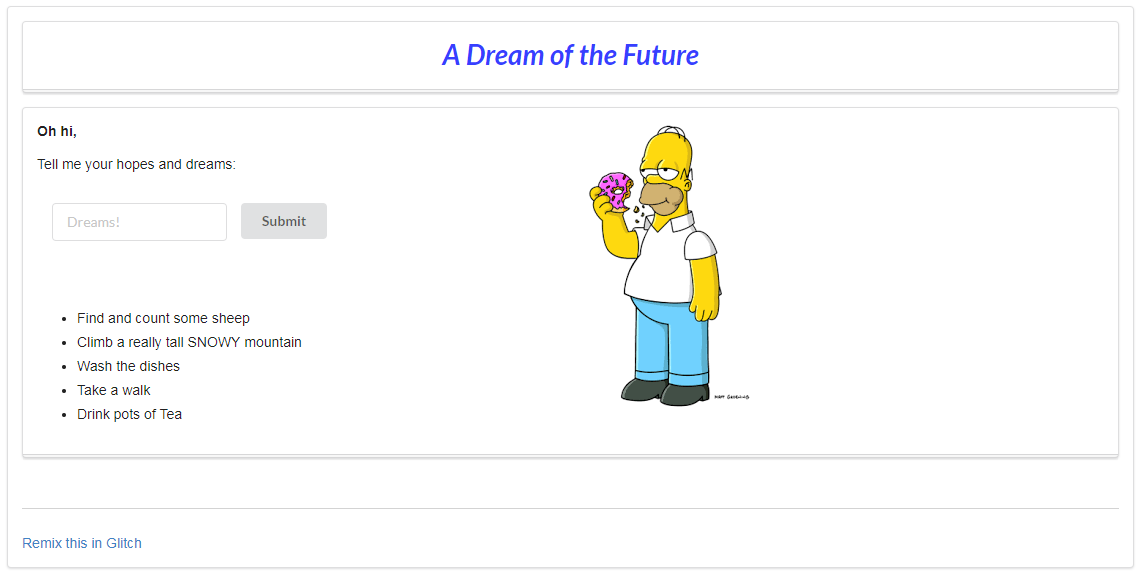 A Dream of the Future
Oh hi,
Tell me your hopes and dreams:
Dreams!
Submit
Find and count some sheep
Climb a really tall SNOWY mountain
Wash the dishes
Take a walk
Drink pots of Tea
MATT GROENING
Remix this in Glitch